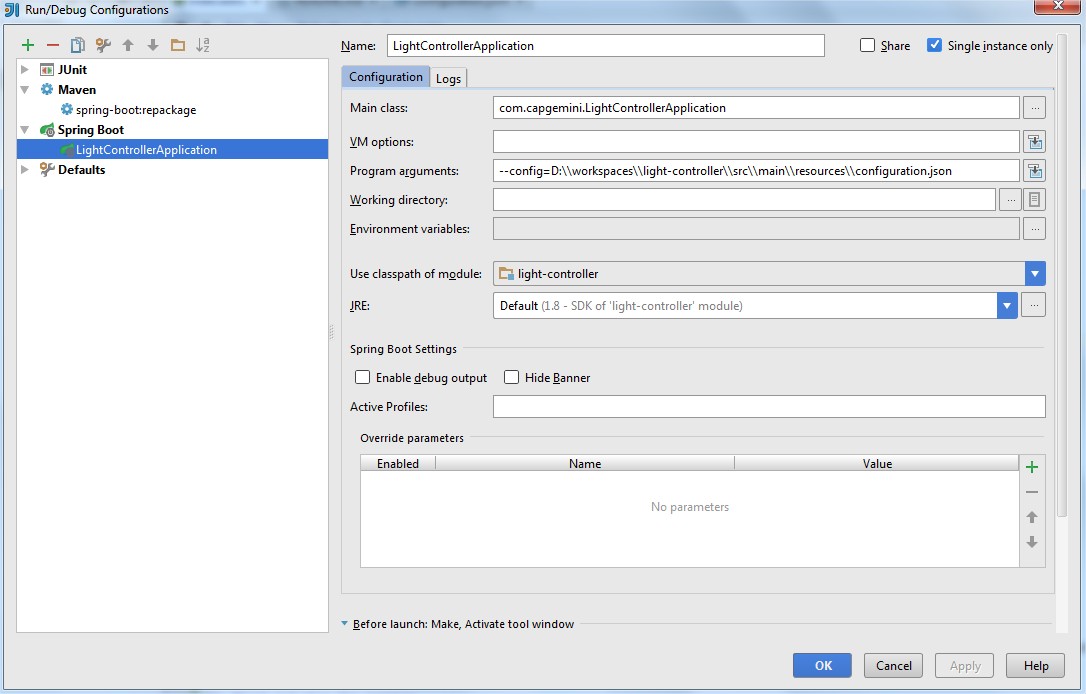 Run/Debug Configurations
Name: LightControllerApplication Share Single instance only
JUnit
Maven
spring-boot:repackage
Spring Boot
LightControllerApplication
Defaults
Configuration Logs
Main class: com.capgemini.LightControllerApplication ...
VM options:
Program arguments: --config=D:\\workspaces\\light-controller\\src\\main\\resources\\configuration.json
Working directory: ...
Environment variables: ...
Use classpath of module: light-controller
JRE: Default (1.8 - SDK of 'light-controller' module) ...
Spring Boot Settings
Enable debug output Hide Banner
Active Profiles:
Override parameters
Enabled Name Value
No parameters
Before launch: Make, Activate tool window
OK Cancel Apply Help